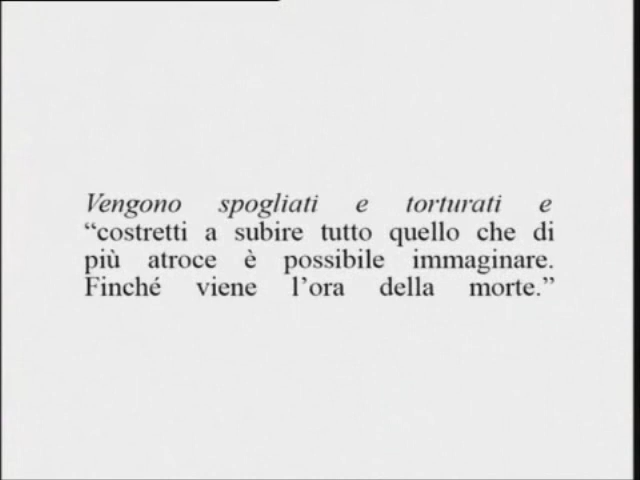 Vengono spogliati e torturati e
“costretti a subire tutto quello che di
più atroce è possibile immaginare.
Finché viene l’ora della morte.”